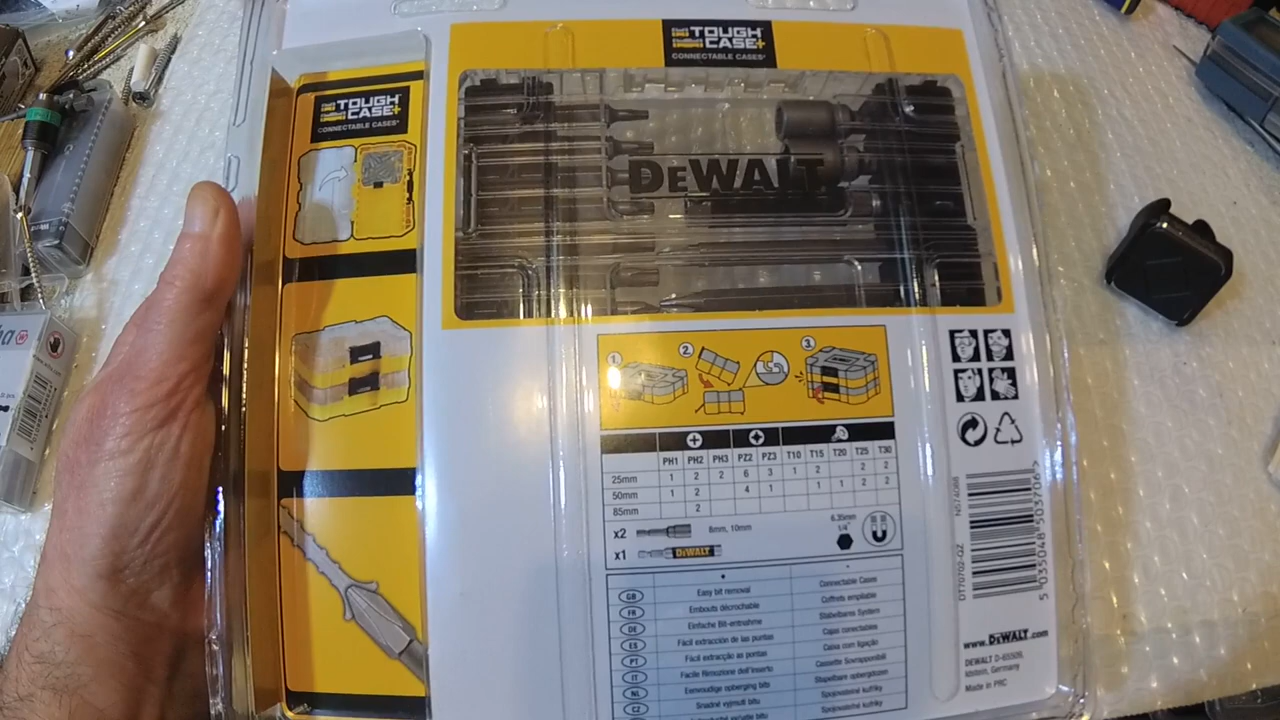 TOUGH
CASE+
CONNECTABLE CASES*
TOUGH
CASE+
CONNECTABLE CASES*
DEWALT
1.
2.
3.
PH1 PH2 PH3 PZ2 PZ3 T10 T15 T20 T25 T30
25mm 1 2 2 6 3 1 2 2 2
50mm 1 2 4 1 1 1 2 2
85mm 2
x2 8mm, 10mm
6.35mm
1/4"
x1 DEWALT
GB Easy bit removal Connectable Cases
FR Embouts décrochable Coffrets empilable
DE Einfache Bit-entnahme Stabelbares System
ES Fácil extracción de las puntas Cajas conectables
PT Fácil extracção as pontas Caixa com ligação
IT Facile rimozione dell'inserto Cassette Sovrapponibili
NL Eenvoudige opberging bits Stapelbare opbergdozen
CZ Snadné vyjmutí bitu Spojovatelné kufříky
N574088
DT70702-QZ
5 035048 503706
www.DEWALT.com
DEWALT D-65509,
Idstein, Germany
Made in PRC